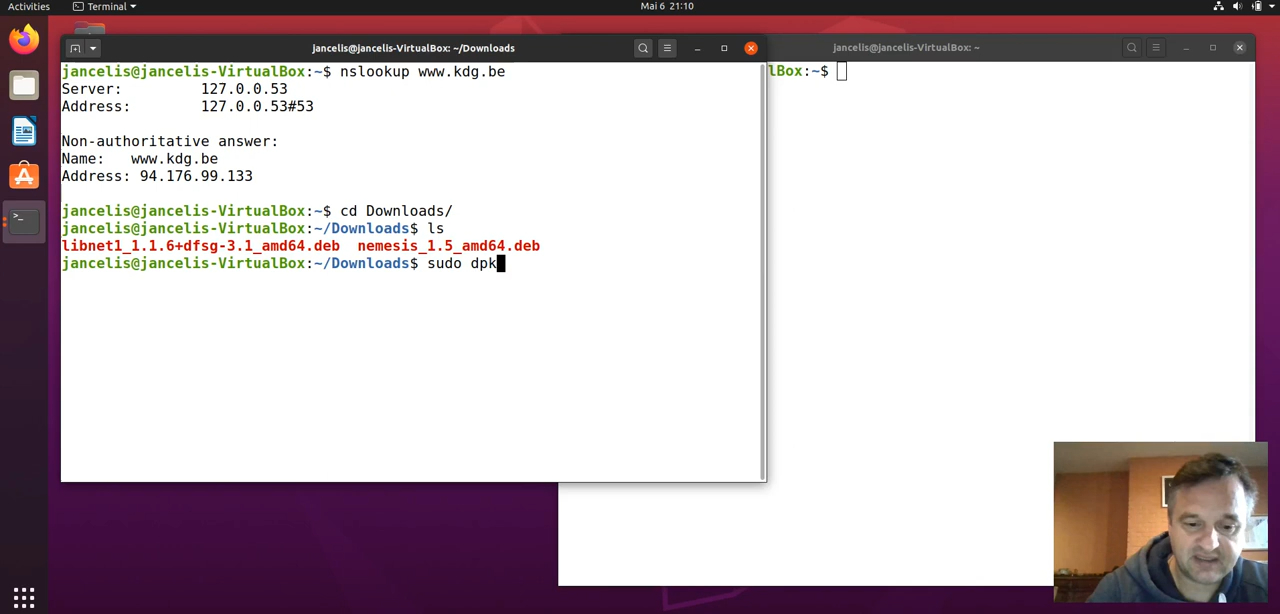 Activities Terminal Mai 6 21:10
jancelis@jancelis-VirtualBox: ~/Downloads
jancelis@jancelis-VirtualBox: ~
jancelis@jancelis-VirtualBox:~$ nslookup www.kdg.be
lBox:~$
Server: 127.0.0.53
Address: 127.0.0.53#53
Non-authoritative answer:
Name: www.kdg.be
Address: 94.176.99.133
jancelis@jancelis-VirtualBox:~$ cd Downloads/
jancelis@jancelis-VirtualBox:~/Downloads$ ls
libnet1_1.1.6+dfsg-3.1_amd64.deb nemesis_1.5_amd64.deb
jancelis@jancelis-VirtualBox:~/Downloads$ sudo dpk